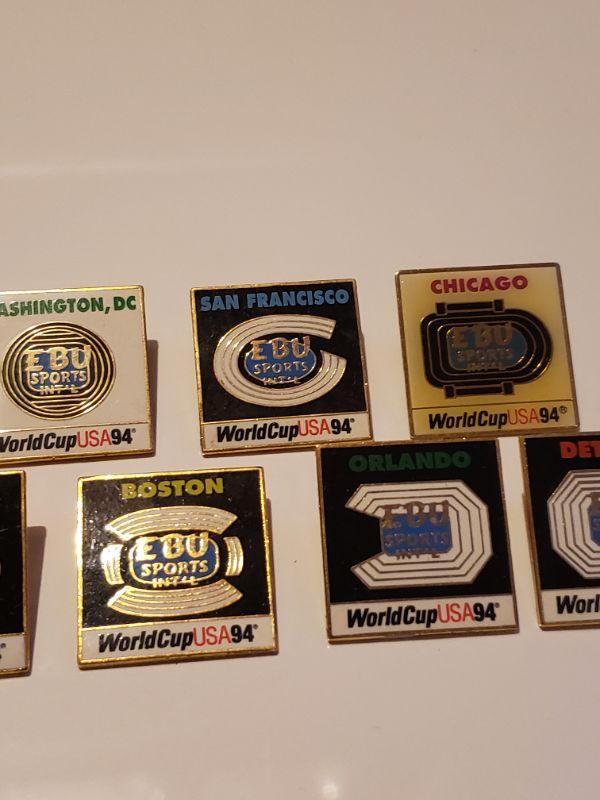 ASHINGTON, DC
EBU
SPORTS
INT'L
WorldCupUSA94®
SAN FRANCISCO
EBU
SPORTS
INT'L
WorldCupUSA94®
CHICAGO
EBU
SPORTS
INT'L
WorldCupUSA94®
BOSTON
EBU
SPORTS
INT'L
WorldCupUSA94®
ORLANDO
EBU
SPORTS
INT'L
WorldCupUSA94®
DET
Worl